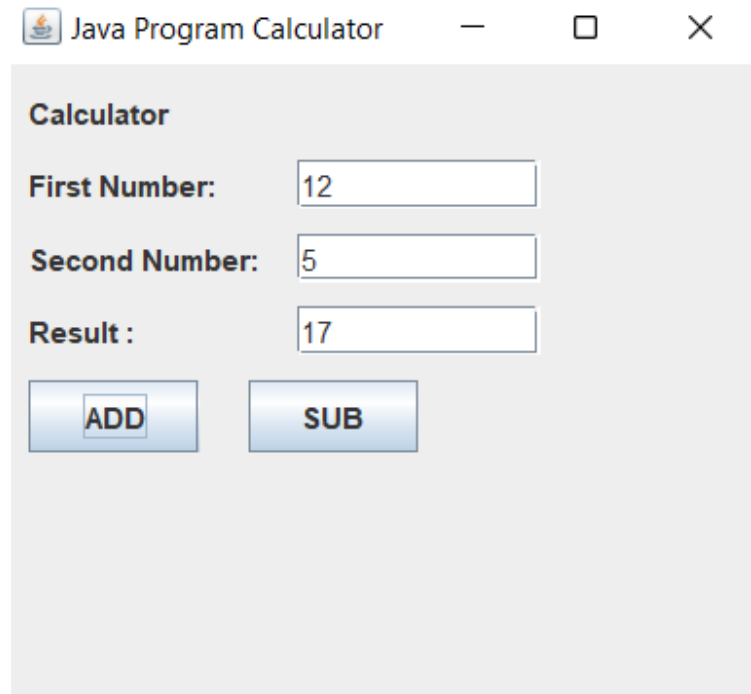 Java Program Calculator
Calculator
First Number: 12
Second Number: 5
Result : 17
ADD SUB